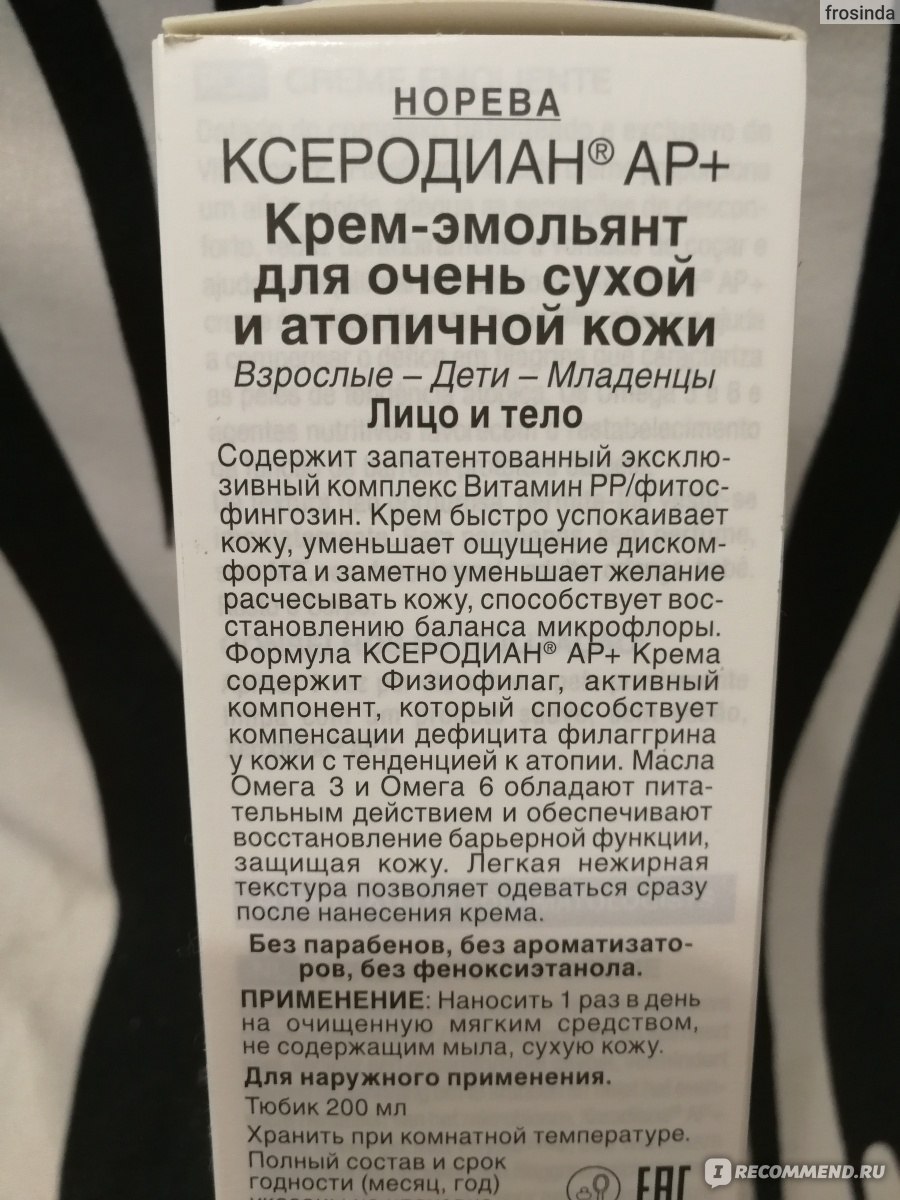 frosinda
НОРЕВА
КСЕРОДИАН® АР+
Крем-эмольянт
для очень сухой
и атопичной кожи
Взрослые – Дети – Младенцы
Лицо и тело
Содержит запатентованный эксклю-
зивный комплекс Витамин РР/фитос-
фингозин. Крем быстро успокаивает
кожу, уменьшает ощущение диском-
форта и заметно уменьшает желание
расчесывать кожу, способствует вос-
становлению баланса микрофлоры.
Формула КСЕРОДИАН® АР+ Крема
содержит Физиофилаг, активный
компонент, который способствует
компенсации дефицита филаггрина
у кожи с тенденцией к атопии. Масла
Омега 3 и Омега 6 обладают пита-
тельным действием и обеспечивают
восстановление барьерной функции,
защищая кожу. Легкая нежирная
текстура позволяет одеваться сразу
после нанесения крема.
Без парабенов, без ароматизато-
ров, без феноксиэтанола.
ПРИМЕНЕНИЕ: Наносить 1 раз в день
на очищенную мягким средством,
не содержащим мыла, сухую кожу.
Для наружного применения.
Тюбик 200 мл
Хранить при комнатной температуре.
Полный состав и срок
годности (месяц, год)
EAC
IRECOMMEND.RU